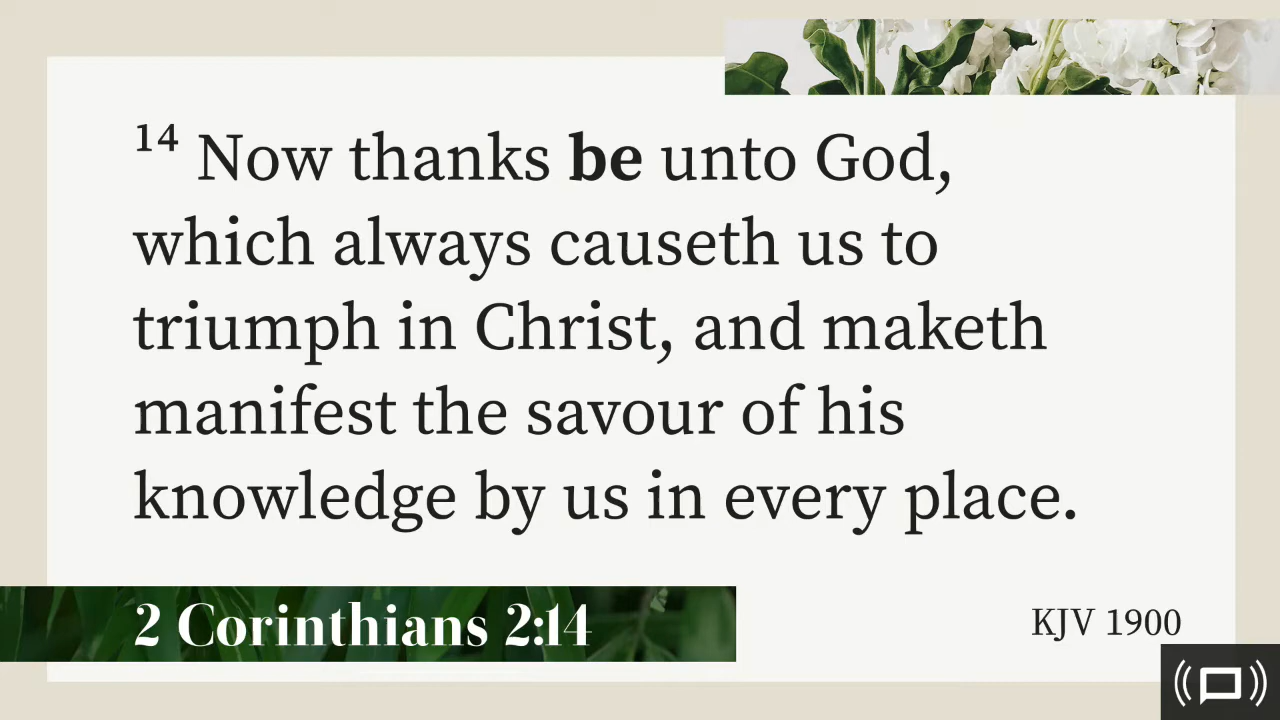 14 Now thanks be unto God,
which always causeth us to
triumph in Christ, and maketh
manifest the savour of his
knowledge by us in every place.
2 Corinthians 2:14
KJV 1900